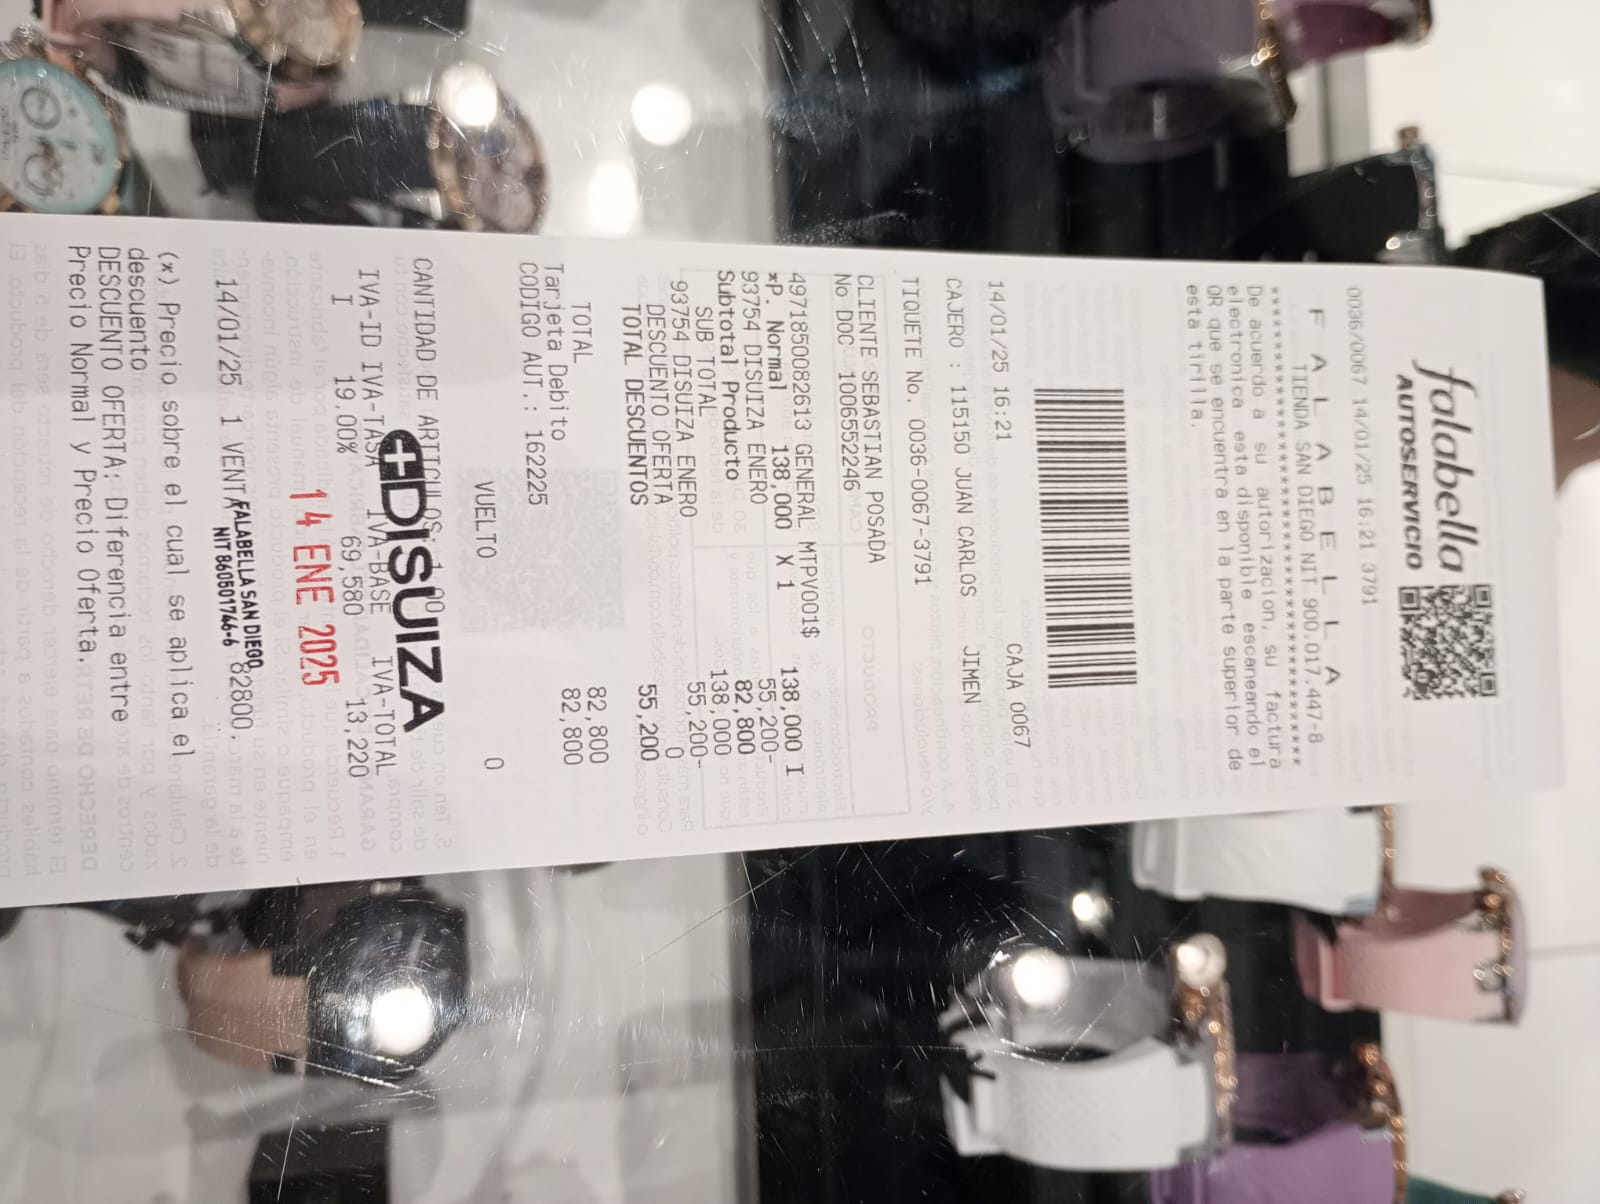 falabella
AUTOSERVICIO
0036/0067 14/01/25 16:21 3791
F A L A B E L L A
TIENDA SAN DIEGO NIT 900.017.447-8
****************************************
De acuerdo a su autorizacion, su factura
electronica esta disponible escaneando el
QR que se encuentra en la parte superior de
esta tirilla.
14/01/25 16:21 CAJA 0067
CAJERO : 115150 JUAN CARLOS JIMEN
TIQUETE No. 0036-0067-3791
CLIENTE SEBASTIAN POSADA
No DOC 1006552246
4971850082613 GENERAL MTPV001$ 138,000 I
*P. Normal 138,000 X 1
93754 DISUIZA ENERO 55,200-
Subtotal Producto 82,800
SUB TOTAL 138,000
93754 DISUIZA ENERO 55,200-
DESCUENTO OFERTA 0
TOTAL DESCUENTOS 55,200
TOTAL 82,800
Tarjeta Debito 82,800
CODIGO AUT.: 162225
VUELTO 0
CANTIDAD DE ARTICULOS: 1.00
DISUIZA
IVA-ID IVA-TASA IVA-BASE IVA-TOTAL
I 19.00% 69,580 13,220
14 ENE 2025
FALABELLA SAN DIEGO
NIT 860501746-6
14/01/25 1 VENTA 82800.
(*) Precio sobre el cual se aplica el
descuento
DESCUENTO OFERTA: Diferencia entre
Precio Normal y Precio Oferta.